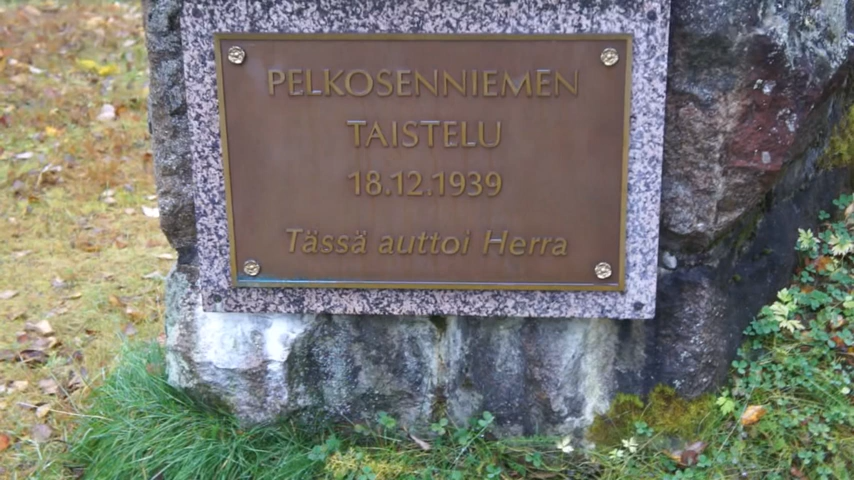 PELKOSENNIEMEN
TAISTELU
18.12.1939
Tässä auttoi Herra